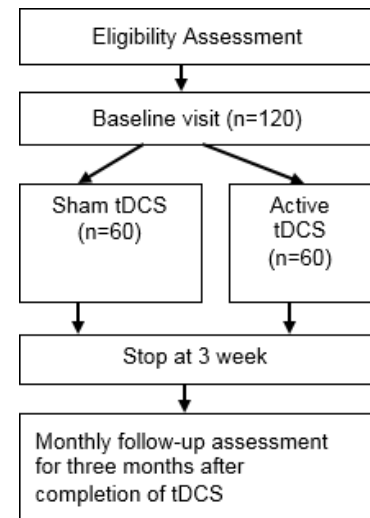 Eligibility Assessment
Baseline visit (n=120)
Sham tDCS
(n=60)
Active
tDCS
(n=60)
Stop at 3 week
Monthly follow-up assessment
for three months after
completion of tDCS